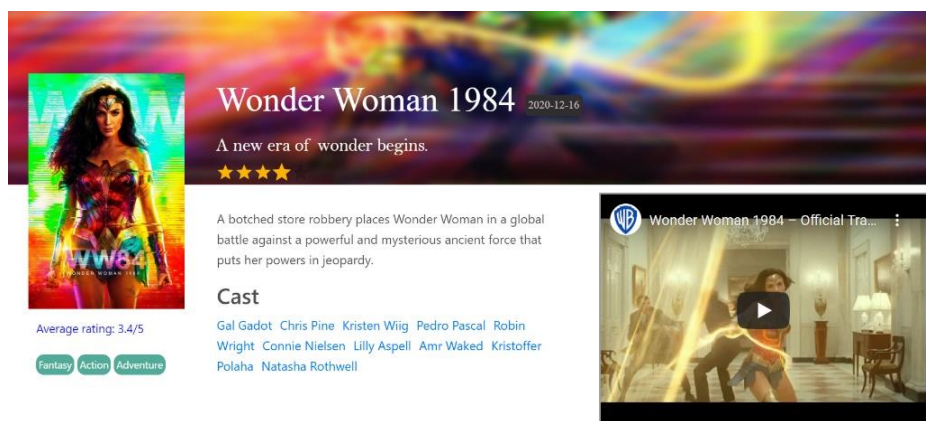 Wonder Woman 1984 2020-12-16
A new era of wonder begins.
WW84
WONDER WOMAN 1984
Average rating: 3.4/5
Fantasy Action Adventure
A botched store robbery places Wonder Woman in a global
battle against a powerful and mysterious ancient force that
puts her powers in jeopardy.
Cast
Gal Gadot Chris Pine Kristen Wiig Pedro Pascal Robin
Wright Connie Nielsen Lilly Aspell Amr Waked Kristoffer
Polaha Natasha Rothwell
WB Wonder Woman 1984 – Official Tra...